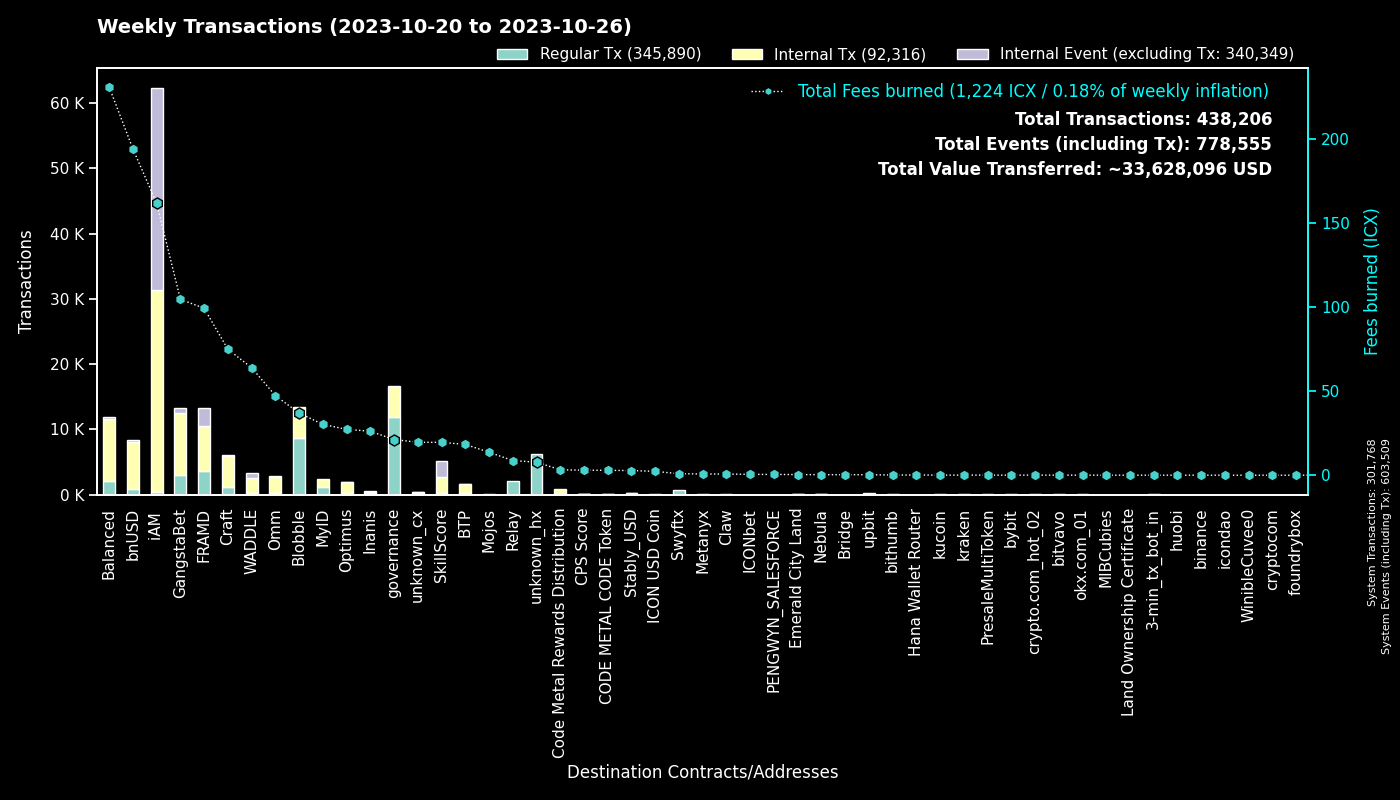 Weekly Transactions (2023-10-20 to 2023-10-26)
Regular Tx (345,890)
Internal Tx (92,316)
Internal Event (excluding Tx: 340,349)
Total Fees burned (1,224 ICX / 0.18% of weekly inflation)
Total Transactions: 438,206
Total Events (including Tx): 778,555
Total Value Transferred: ~33,628,096 USD
Transactions
60 K
50 K
40 K
30 K
20 K
10 K
0 K
200
150
100
50
0
Fees burned (ICX)
Balanced
bnUSD
iAM
GangstaBet
FRAMD
Craft
WADDLE
Omm
Blobble
MyID
Optimus
Inanis
governance
unknown_cx
SkillScore
BTP
Mojos
Relay
unknown_hx
Code Metal Rewards Distribution
CPS Score
CODE METAL CODE Token
Stably_USD
ICON USD Coin
Swyftx
Metanyx
Claw
ICONbet
PENGWYN_SALESFORCE
Emerald City Land
Nebula
Bridge
upbit
bithumb
Hana Wallet Router
kucoin
kraken
PresaleMultiToken
bybit
crypto.com_hot_02
bitvavo
okx.com_01
MIBCubies
Land Ownership Certificate
3-min_tx_bot_in
huobi
binance
icondao
WinibleCuvee0
cryptocom
foundrybox
Destination Contracts/Addresses
System Transactions: 301,768
System Events (including Tx): 603,509